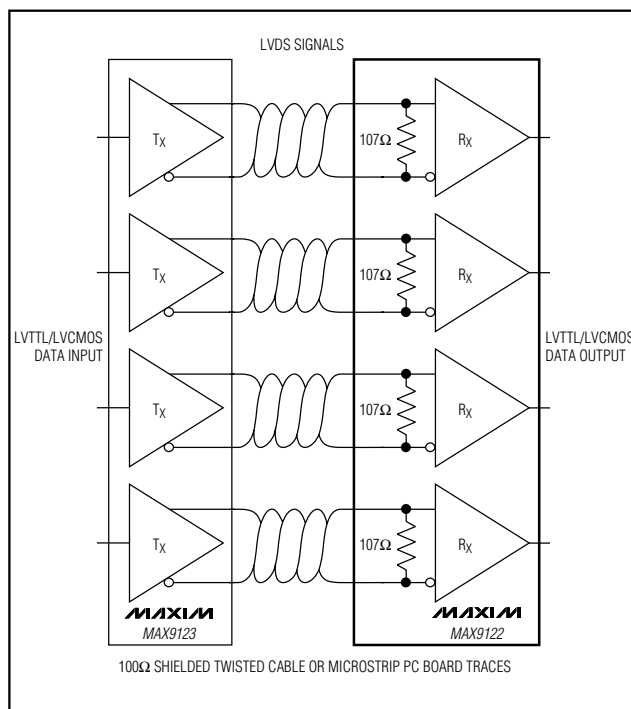 LVDS SIGNALS
TX
107Ω
RX
TX
107Ω
RX
LVTTL/LVCMOS
DATA INPUT
LVTTL/LVCMOS
DATA OUTPUT
TX
107Ω
RX
TX
107Ω
RX
MAXIM
MAX9123
MAXIM
MAX9122
100Ω SHIELDED TWISTED CABLE OR MICROSTRIP PC BOARD TRACES